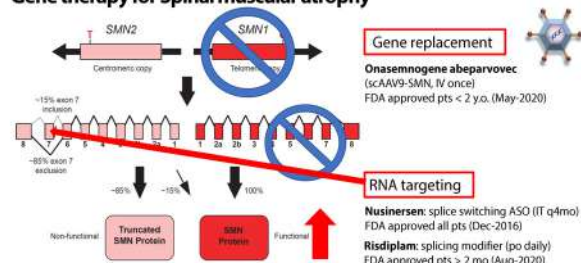 Gene therapy for Spinal muscular atrophy
SMN2
SMN1
T
Centromeric copy
Telomeric copy
Gene replacement
Onasemnogene abeparvovec
(scAAV9-SMN, IV once)
FDA approved pts < 2 y.o. (May-2020)
~15% exon 7
inclusion
8 7 6 5 4 3 2b 2a 1
1 2a 2b 3 4 5 7 8
~85% exon 7
exclusion
~85%
~15%
100%
RNA targeting
Non-functional
Truncated
SMN Protein
SMN
Protein
Functional
Nusinersen: splice switching ASO (IT q4mo)
FDA approved all pts (Dec-2016)
Risdiplam: splicing modifier (po daily)
FDA approved pts > 2 mo (Aug-2020)